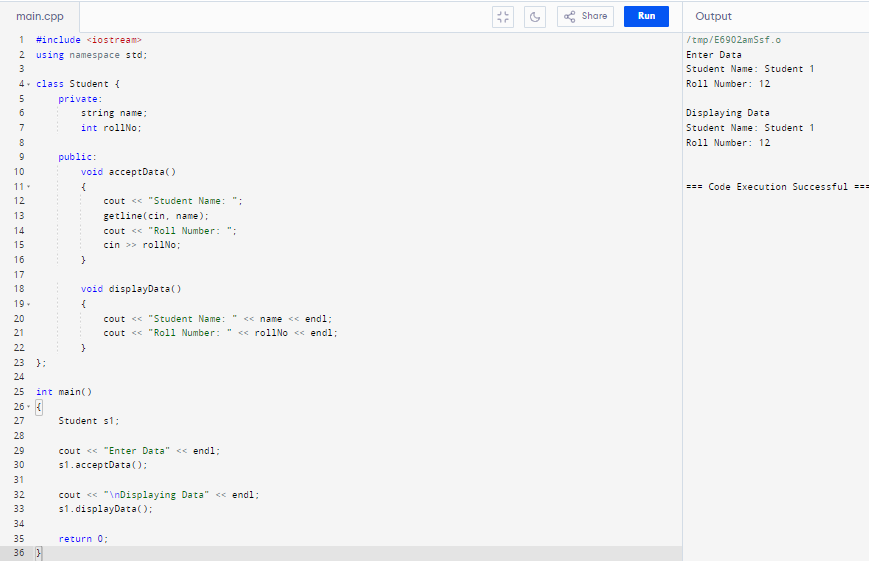 main.cpp
Share
Run
Output
1 #include <iostream>
2 using namespace std;
3
4 class Student {
5     private:
6         string name;
7         int rollNo;
8
9     public:
10         void acceptData()
11         {
12             cout << "Student Name: ";
13             getline(cin, name);
14             cout << "Roll Number: ";
15             cin >> rollNo;
16         }
17
18         void displayData()
19         {
20             cout << "Student Name: " << name << endl;
21             cout << "Roll Number: " << rollNo << endl;
22         }
23 };
24
25 int main()
26 {
27     Student s1;
28
29     cout << "Enter Data" << endl;
30     s1.acceptData();
31
32     cout << "\nDisplaying Data" << endl;
33     s1.displayData();
34
35     return 0;
36 }
/tmp/E6902amSsf.o
Enter Data
Student Name: Student 1
Roll Number: 12

Displaying Data
Student Name: Student 1
Roll Number: 12

=== Code Execution Successful ===